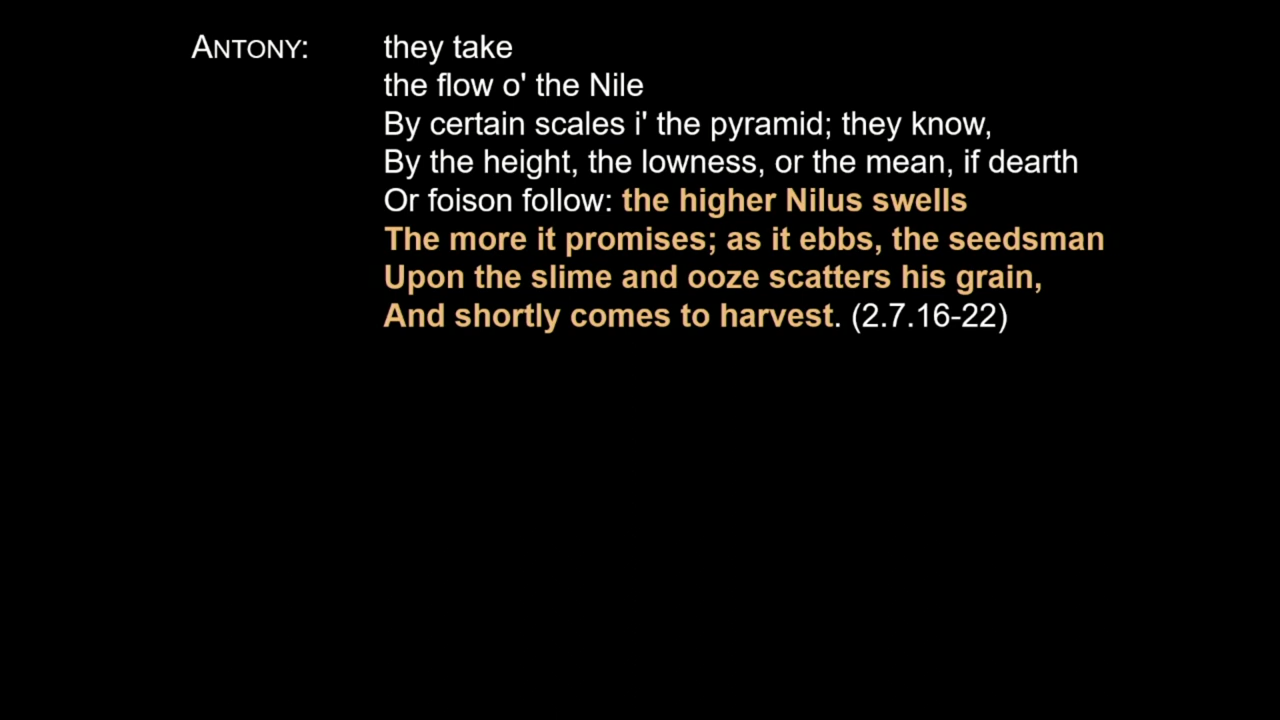 ANTONY: they take
the flow o' the Nile
By certain scales i' the pyramid; they know,
By the height, the lowness, or the mean, if dearth
Or foison follow: the higher Nilus swells
The more it promises; as it ebbs, the seedsman
Upon the slime and ooze scatters his grain,
And shortly comes to harvest. (2.7.16-22)